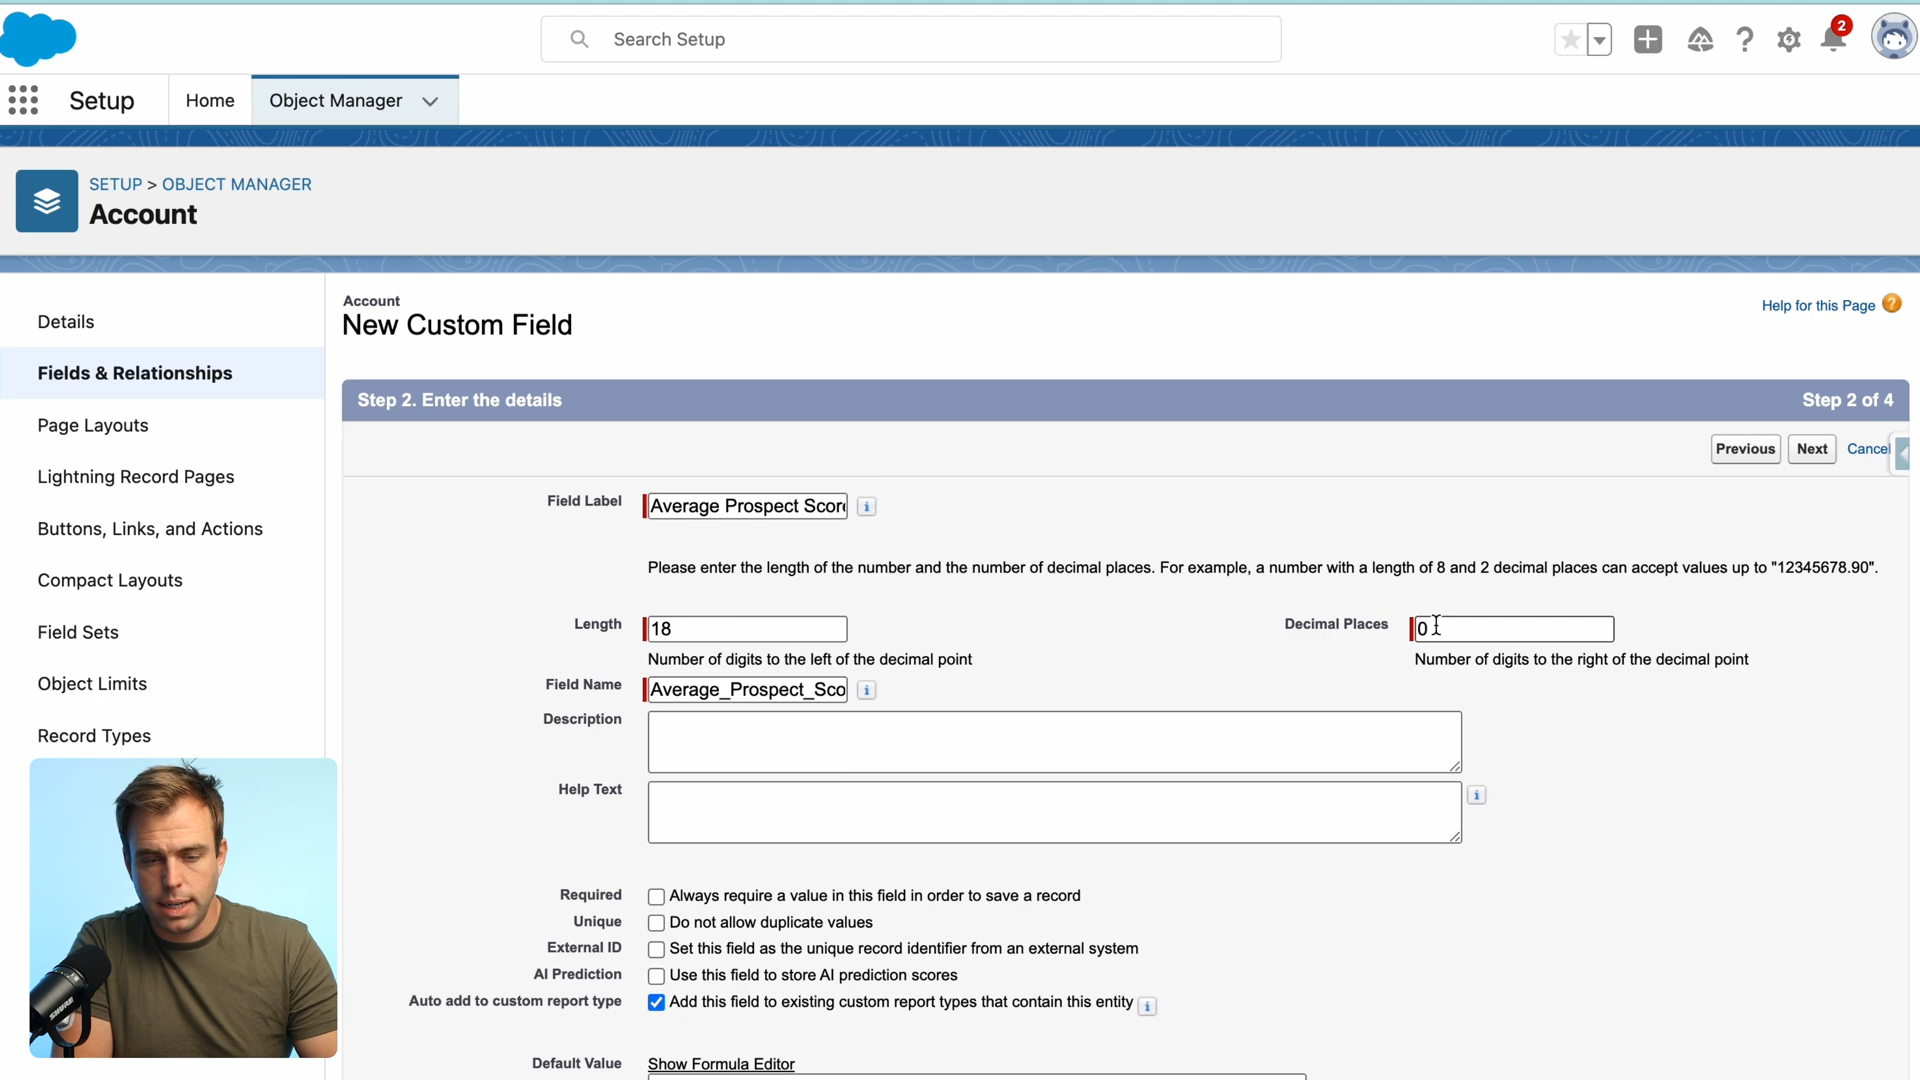 Search Setup
2
Setup
Home
Object Manager
SETUP > OBJECT MANAGER
Account
Details
Fields & Relationships
Page Layouts
Lightning Record Pages
Buttons, Links, and Actions
Compact Layouts
Field Sets
Object Limits
Record Types
Account
New Custom Field
Help for this Page
Step 2. Enter the details
Step 2 of 4
Previous
Next
Cancel
Field Label
Average Prospect Scor
Please enter the length of the number and the number of decimal places. For example, a number with a length of 8 and 2 decimal places can accept values up to "12345678.90".
Length
18
Decimal Places
0
Number of digits to the left of the decimal point
Number of digits to the right of the decimal point
Field Name
Average_Prospect_Sco
Description
Help Text
Required
Always require a value in this field in order to save a record
Unique
Do not allow duplicate values
External ID
Set this field as the unique record identifier from an external system
AI Prediction
Use this field to store AI prediction scores
Auto add to custom report type
Add this field to existing custom report types that contain this entity
Default Value
Show Formula Editor
SHURE